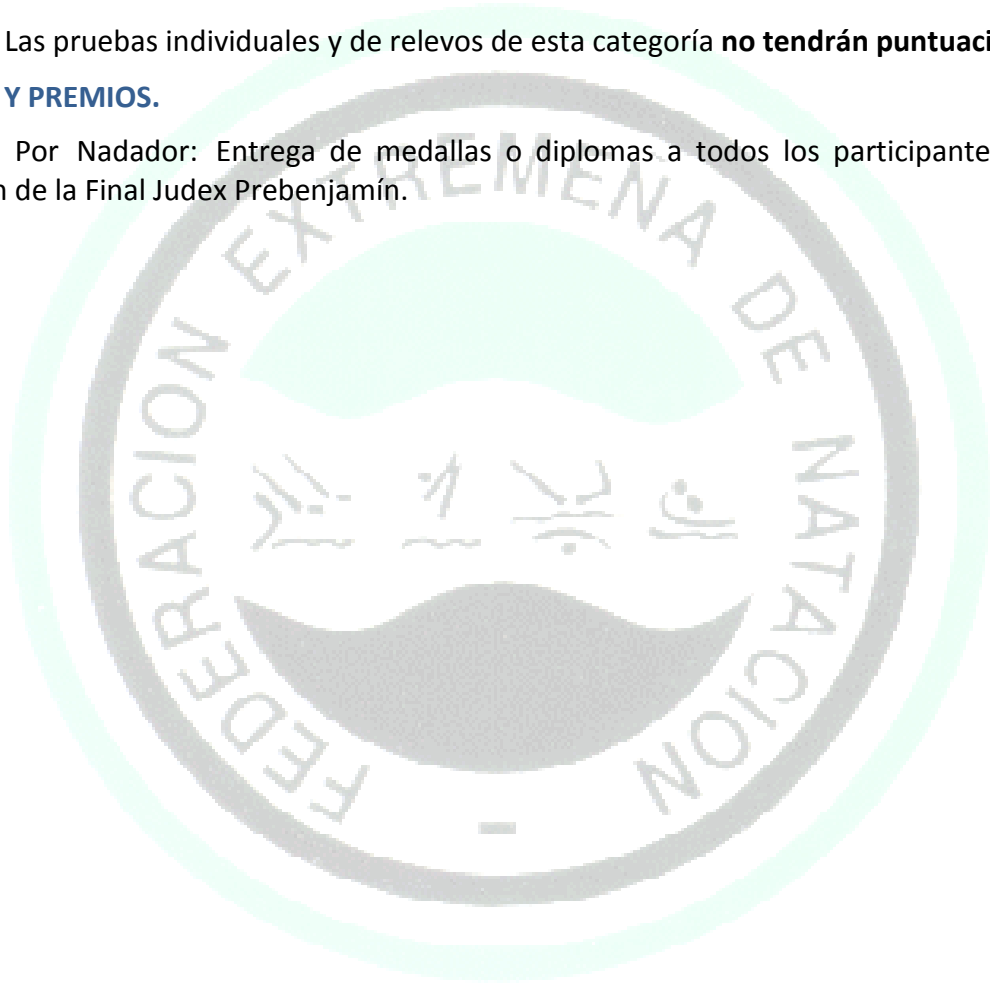 Las pruebas individuales y de relevos de esta categoría no tendrán puntuaci
Y PREMIOS.
Por Nadador: Entrega de medallas o diplomas a todos los participante
n de la Final Judex Prebenjamín.
FEDERACION EXTREMEÑA DE NATACION -